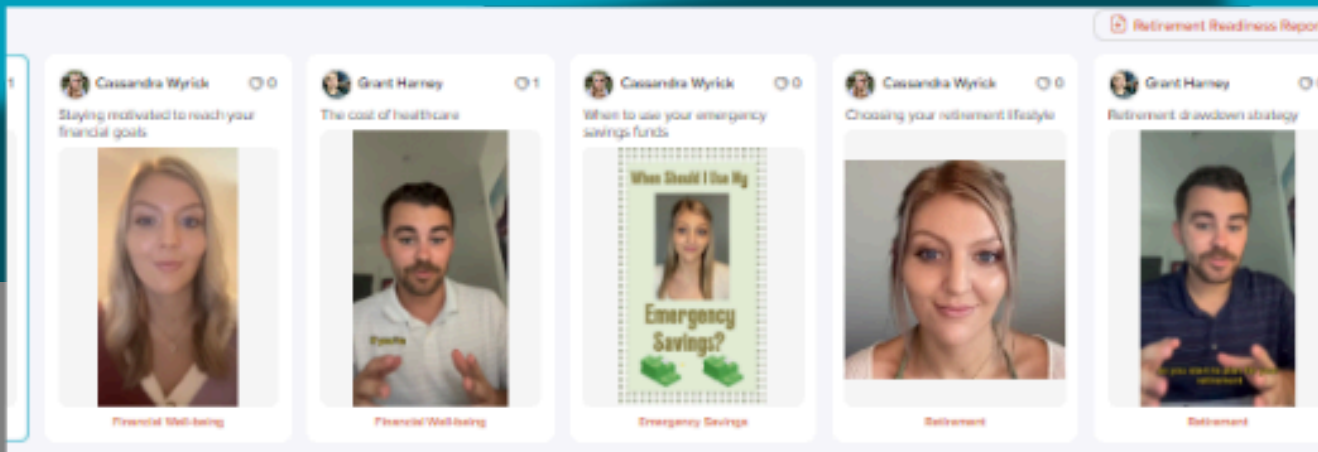 Retirement Readiness Repor
1
Cassandra Wyrick 0
Staying motivated to reach your
financial goals
Financial Well-being
Grant Harney 1
The cost of healthcare
Financial Well-being
Cassandra Wyrick 0
When to use your emergency
savings funds
When Should I Use My
Emergency
Savings?
Emergency Savings
Cassandra Wyrick 0
Choosing your retirement lifestyle
Retirement
Grant Harney
Retirement drawdown strategy
retirement
Retirement